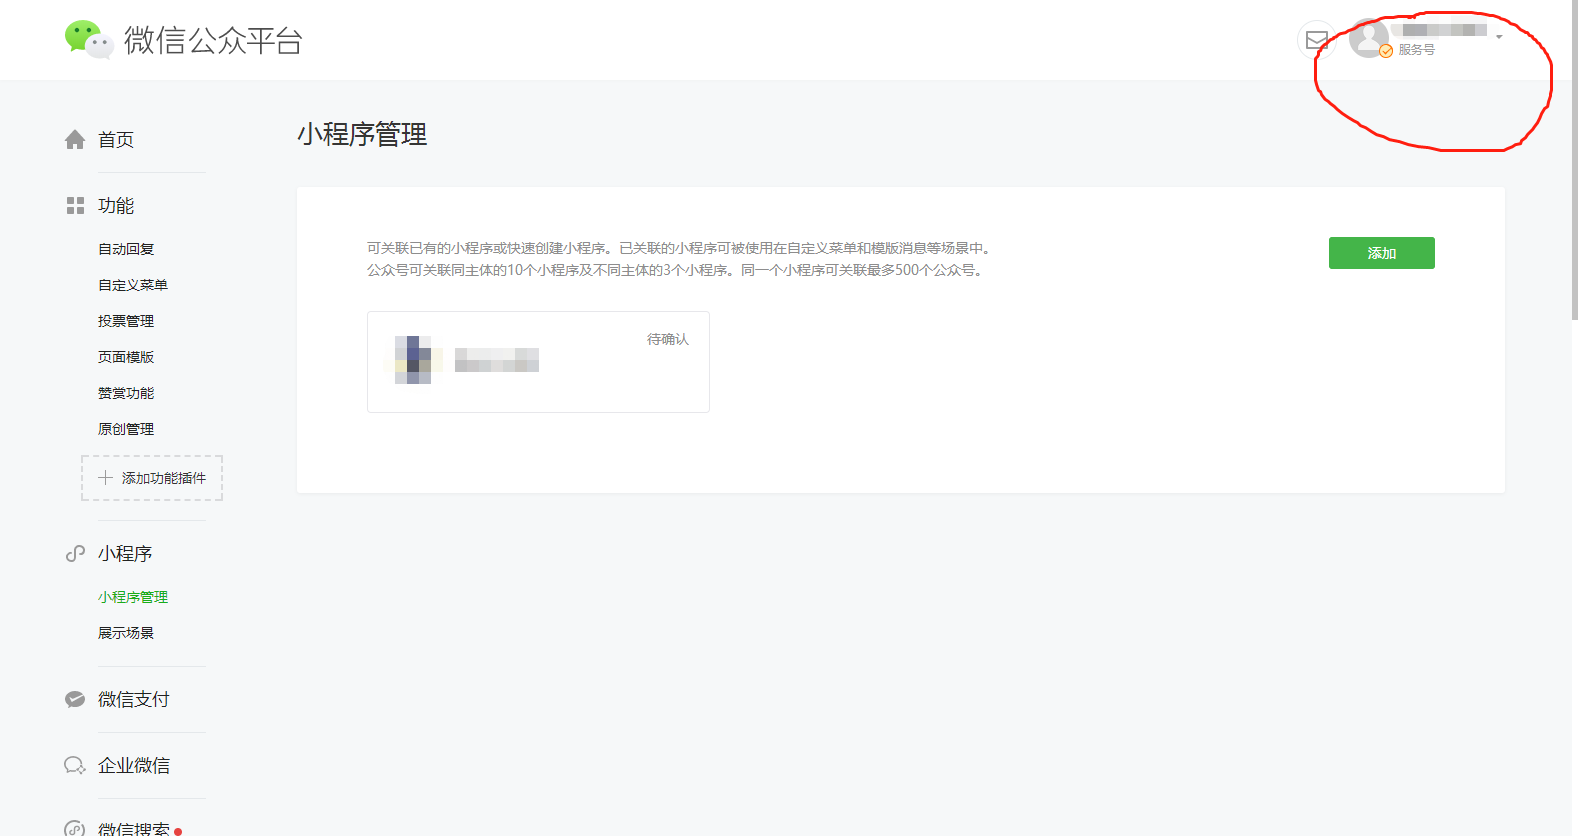 微信公众平台
服务号
首页
功能
自动回复
自定义菜单
投票管理
页面模版
赞赏功能
原创管理
添加功能插件
小程序
小程序管理
展示场景
微信支付
企业微信
微信搜索
小程序管理
可关联已有的小程序或快速创建小程序。已关联的小程序可被使用在自定义菜单和模版消息等场景中。
公众号可关联同主体的10个小程序及不同主体的3个小程序。同一个小程序可关联最多500个公众号。
添加
待确认